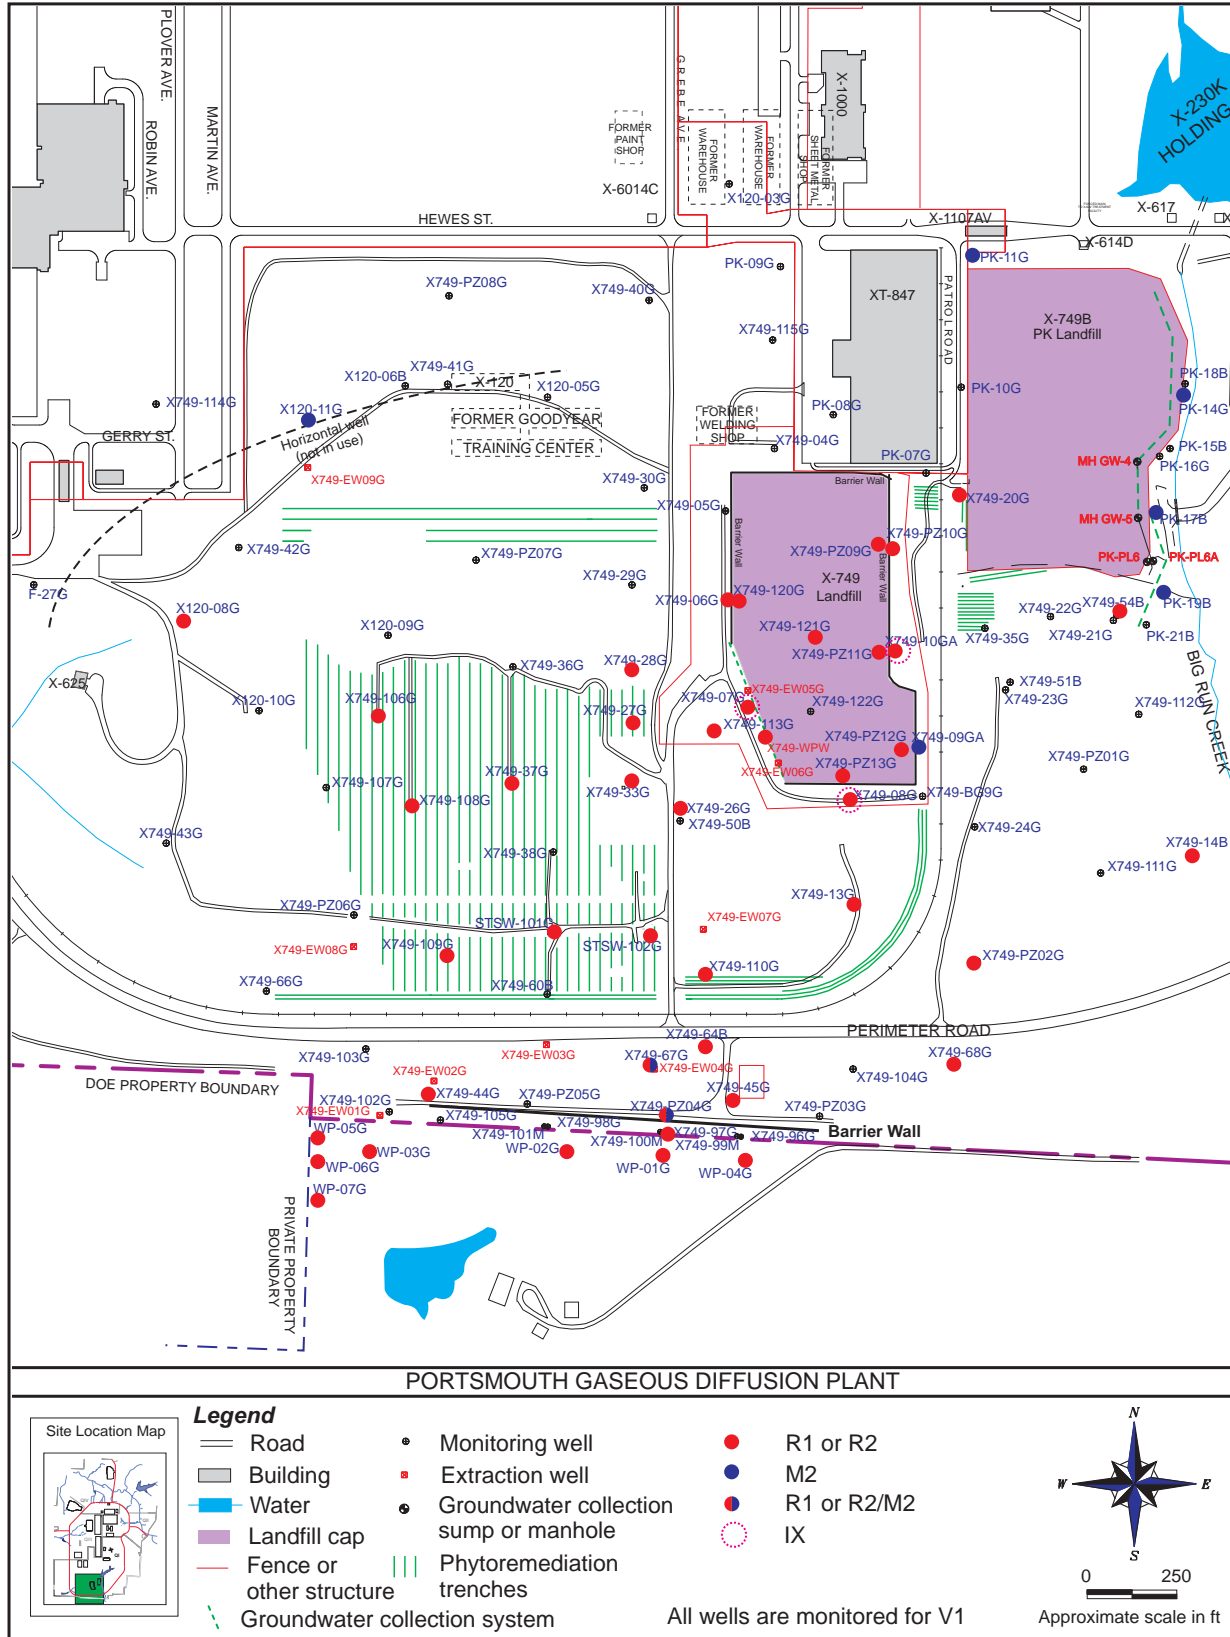 PLOVER AVE.
ROBIN AVE.
MARTIN AVE.
GREBE AVE.
FORMER
PAINT
SHOP
X-6014C
FORMER
WAREHOUSE
FORMER
WAREHOUSE
FORMER
SHEET METAL
SHOP
X-1000
X-230K
HOLDING
X120-03G
HEWES ST.
X-1107AV
X-617
X
X-614D
PK-11G
PK-09G
X749-PZ08G
X749-40G
XT-847
PATROL ROAD
X-749B
PK Landfill
X749-115G
X749-41G
X120-06B
X-120
X120-05G
PK-18B
PK-10G
PK-14G
X749-114G
X120-11G
Horizontal well
(not in use)
FORMER GOODYEAR
TRAINING CENTER
FORMER
WELDING
SHOP
PK-08G
GERRY ST.
X749-04G
PK-15B
PK-16G
MH GW-4
PK-07G
Barrier Wall
X749-EW09G
X749-30G
X749-20G
X749-05G
MH GW-5
PK-17B
Barrier Wall
X749-PZ10G
X749-PZ09G
Barrier Wall
X749-42G
X749-PZ07G
PK-PL6
PK-PL6A
F-27G
X749-29G
X-749
Landfill
X749-120G
X749-06G
PK-19B
X749-54B
X749-22G
X749-21G
PK-21B
X120-08G
X120-09G
X749-121G
X749-10GA
X749-PZ11G
X749-35G
BIG RUN CREEK
X749-36G
X749-28G
X-625
X120-10G
X749-106G
X749-EW05G
X749-07G
X749-51B
X749-23G
X749-27G
X749-122G
X749-112G
X749-113G
X749-PZ12G
X749-09GA
X749-WPW
X749-EW06G
X749-PZ13G
X749-PZ01G
X749-107G
X749-37G
X749-33G
X749-108G
X749-08G
X749-BG9G
X749-26G
X749-50B
X749-24G
X749-43G
X749-38G
X749-14B
X749-111G
X749-13G
X749-PZ06G
STSW-101G
X749-EW07G
X749-EW08G
X749-109G
STSW-102G
X749-110G
X749-PZ02G
X749-66G
X749-60B
PERIMETER ROAD
X749-64B
X749-103G
X749-EW03G
X749-67G
X749-EW04G
X749-68G
X749-104G
DOE PROPERTY BOUNDARY
X749-EW02G
X749-44G
X749-45G
X749-102G
X749-PZ05G
X749-PZ04G
X749-PZ03G
X749-EW01G
X749-105G
X749-98G
X749-97G
X749-96G
Barrier Wall
WP-05G
X749-101M
X749-100M
X749-99M
WP-03G
WP-02G
WP-01G
WP-04G
WP-06G
WP-07G
PRIVATE PROPERTY
BOUNDARY
PORTSMOUTH GASEOUS DIFFUSION PLANT
Site Location Map
Legend
Road
Building
Water
Landfill cap
Fence or
other structure
Groundwater collection system
Monitoring well
Extraction well
Groundwater collection
sump or manhole
Phytoremediation
trenches
R1 or R2
M2
R1 or R2/M2
IX
All wells are monitored for V1
N
W
E
S
0 250
Approximate scale in ft